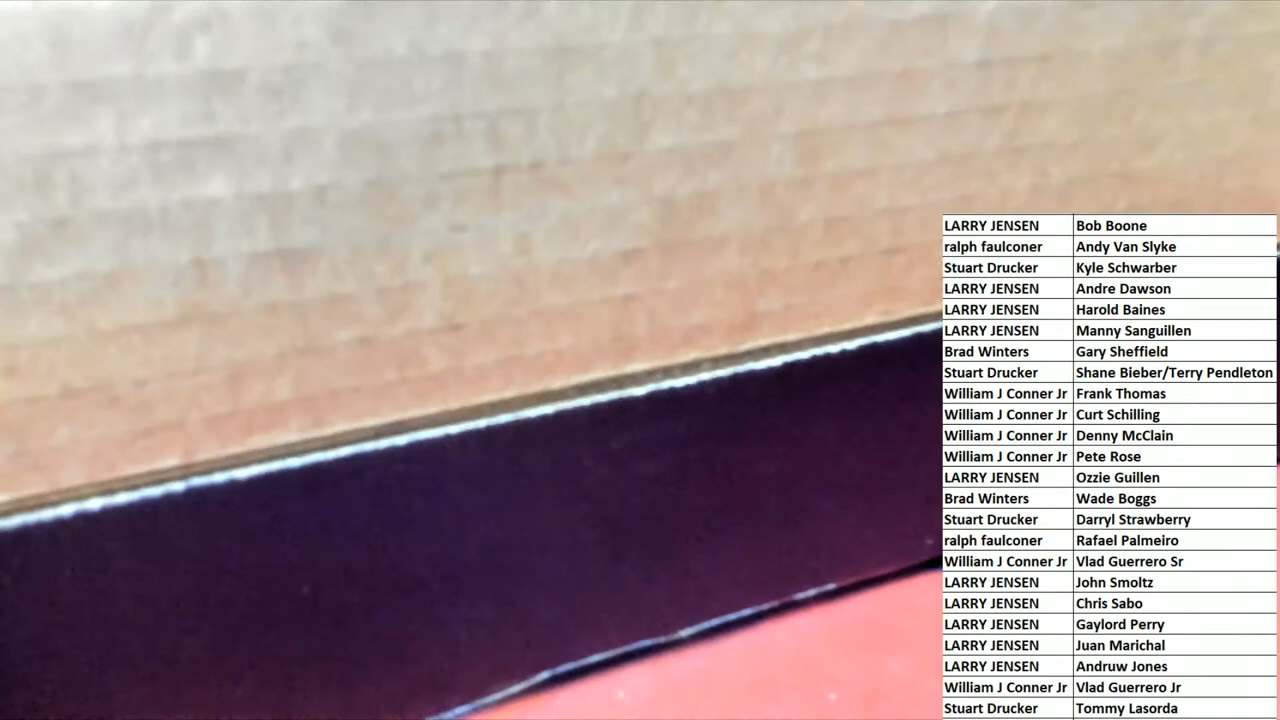 LARRY JENSEN Bob Boone
ralph faulconer Andy Van Slyke
Stuart Drucker Kyle Schwarber
LARRY JENSEN Andre Dawson
LARRY JENSEN Harold Baines
LARRY JENSEN Manny Sanguillen
Brad Winters Gary Sheffield
Stuart Drucker Shane Bieber/Terry Pendleton
William J Conner Jr Frank Thomas
William J Conner Jr Curt Schilling
William J Conner Jr Denny McClain
William J Conner Jr Pete Rose
LARRY JENSEN Ozzie Guillen
Brad Winters Wade Boggs
Stuart Drucker Darryl Strawberry
ralph faulconer Rafael Palmeiro
William J Conner Jr Vlad Guerrero Sr
LARRY JENSEN John Smoltz
LARRY JENSEN Chris Sabo
LARRY JENSEN Gaylord Perry
LARRY JENSEN Juan Marichal
LARRY JENSEN Andruw Jones
William J Conner Jr Vlad Guerrero Jr
Stuart Drucker Tommy Lasorda